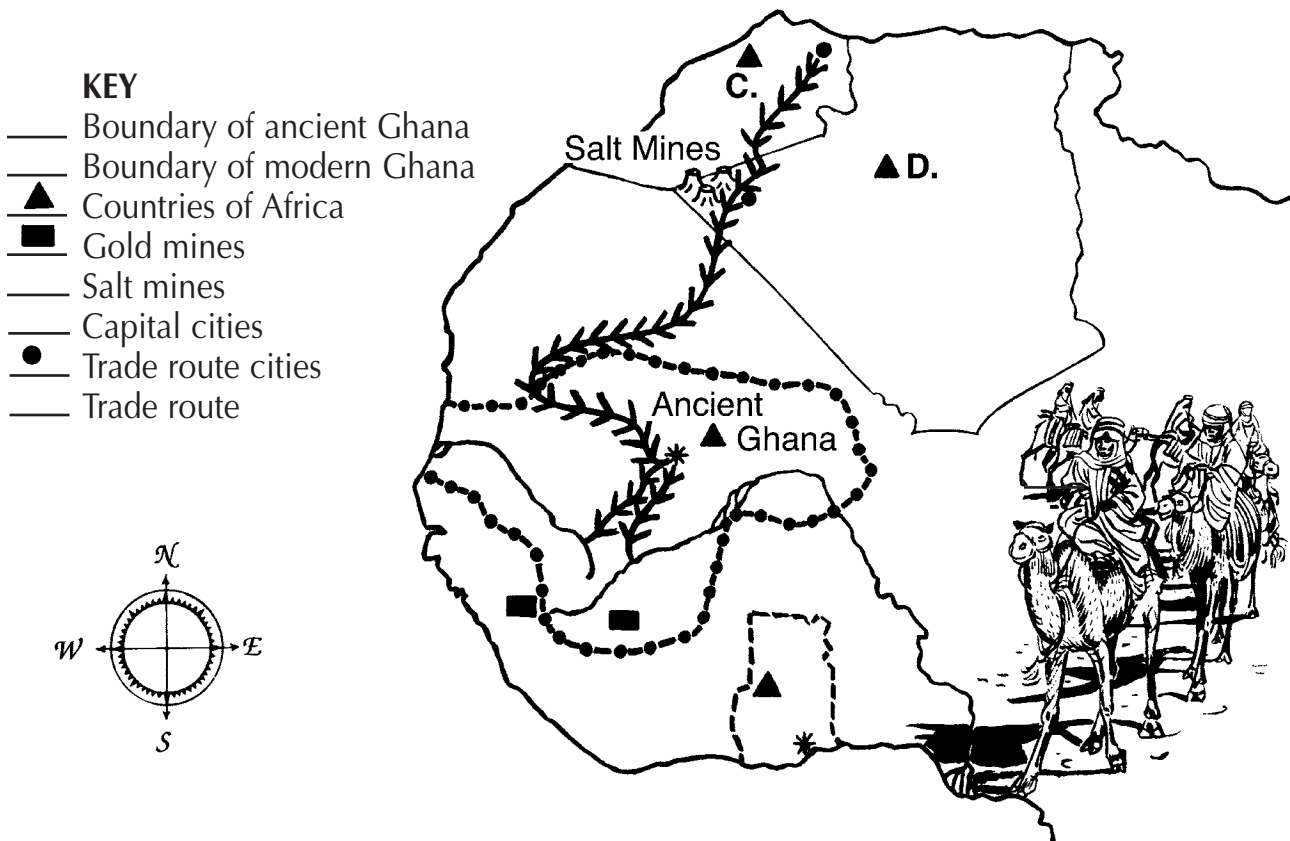 KEY
Boundary of ancient Ghana
Boundary of modern Ghana
Countries of Africa
Gold mines
Salt mines
Capital cities
Trade route cities
Trade route
C.
Salt Mines
D.
Ancient
Ghana
N
W
E
S